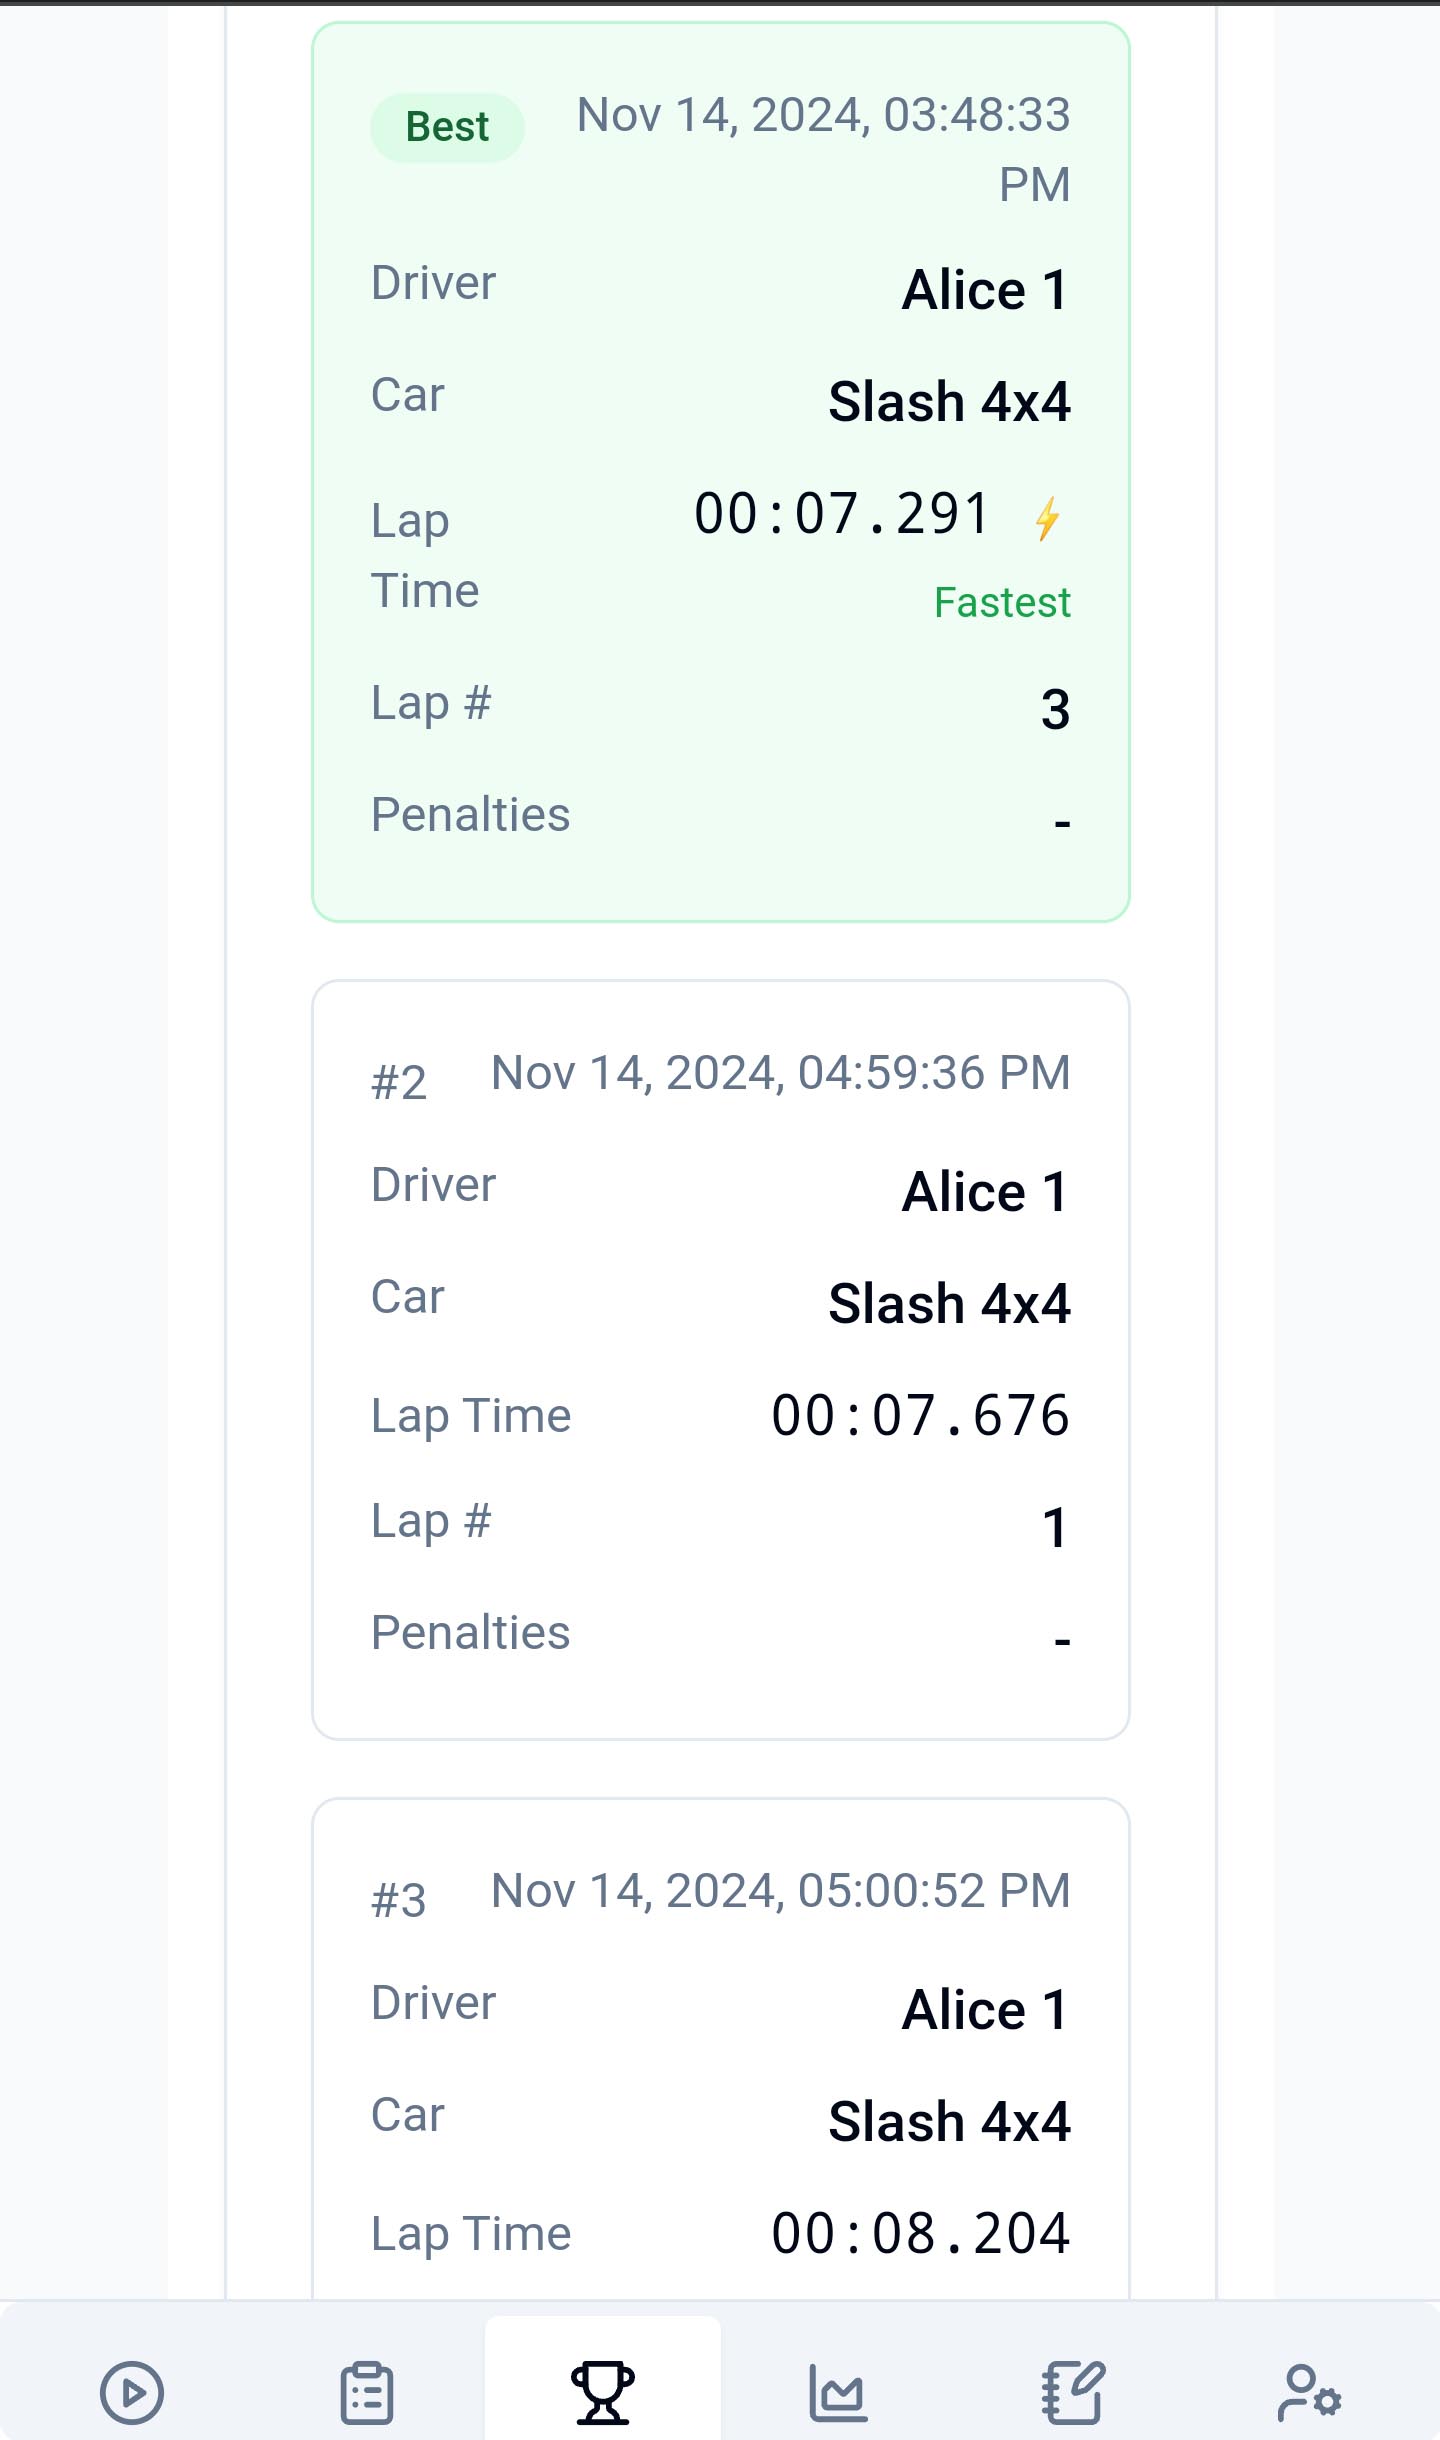 Best Nov 14, 2024, 03:48:33
PM
Driver Alice 1
Car Slash 4x4
Lap 00:07.291 ⚡
Time Fastest
Lap # 3
Penalties -
#2 Nov 14, 2024, 04:59:36 PM
Driver Alice 1
Car Slash 4x4
Lap Time 00:07.676
Lap # 1
Penalties -
#3 Nov 14, 2024, 05:00:52 PM
Driver Alice 1
Car Slash 4x4
Lap Time 00:08.204